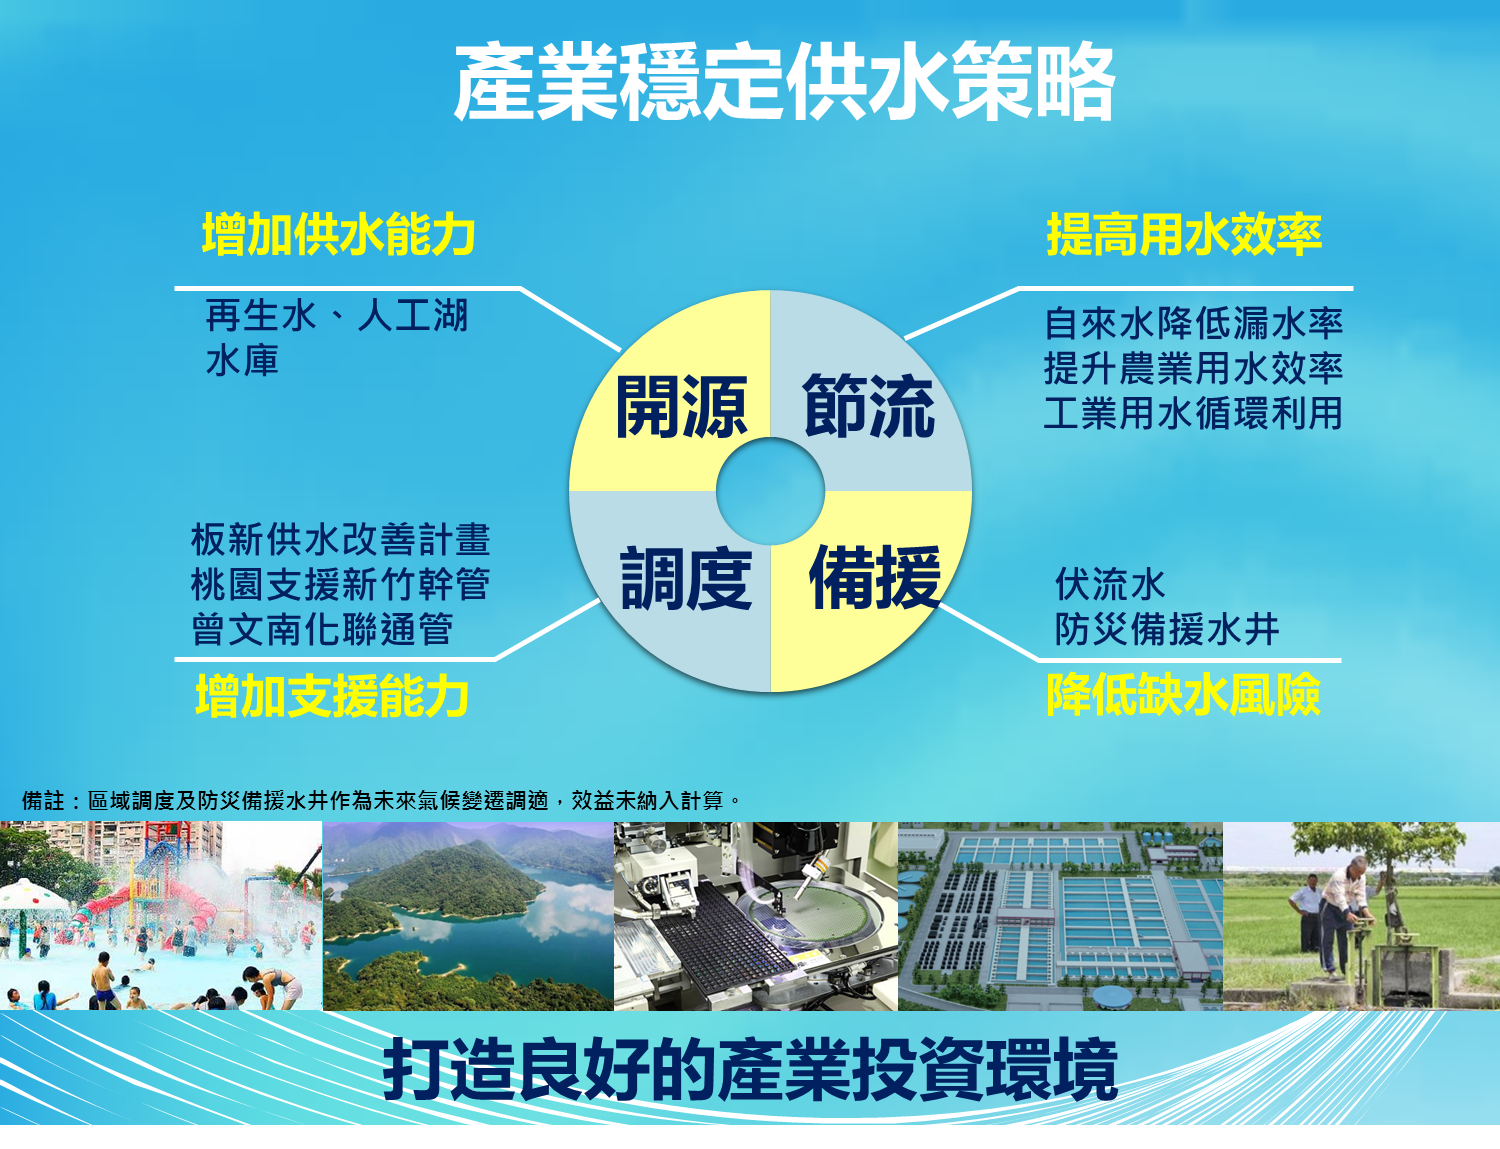 產業穩定供水策略
增加供水能力
再生水、人工湖
水庫
提高用水效率
自來水降低漏水率
提升農業用水效率
工業用水循環利用
開源
節流
調度
備援
板新供水改善計畫
桃園支援新竹幹管
曾文南化聯通管
增加支援能力
伏流水
防災備援水井
降低缺水風險
備註：區域調度及防災備援水井作為未來氣候變遷調適，效益未納入計算。
打造良好的產業投資環境